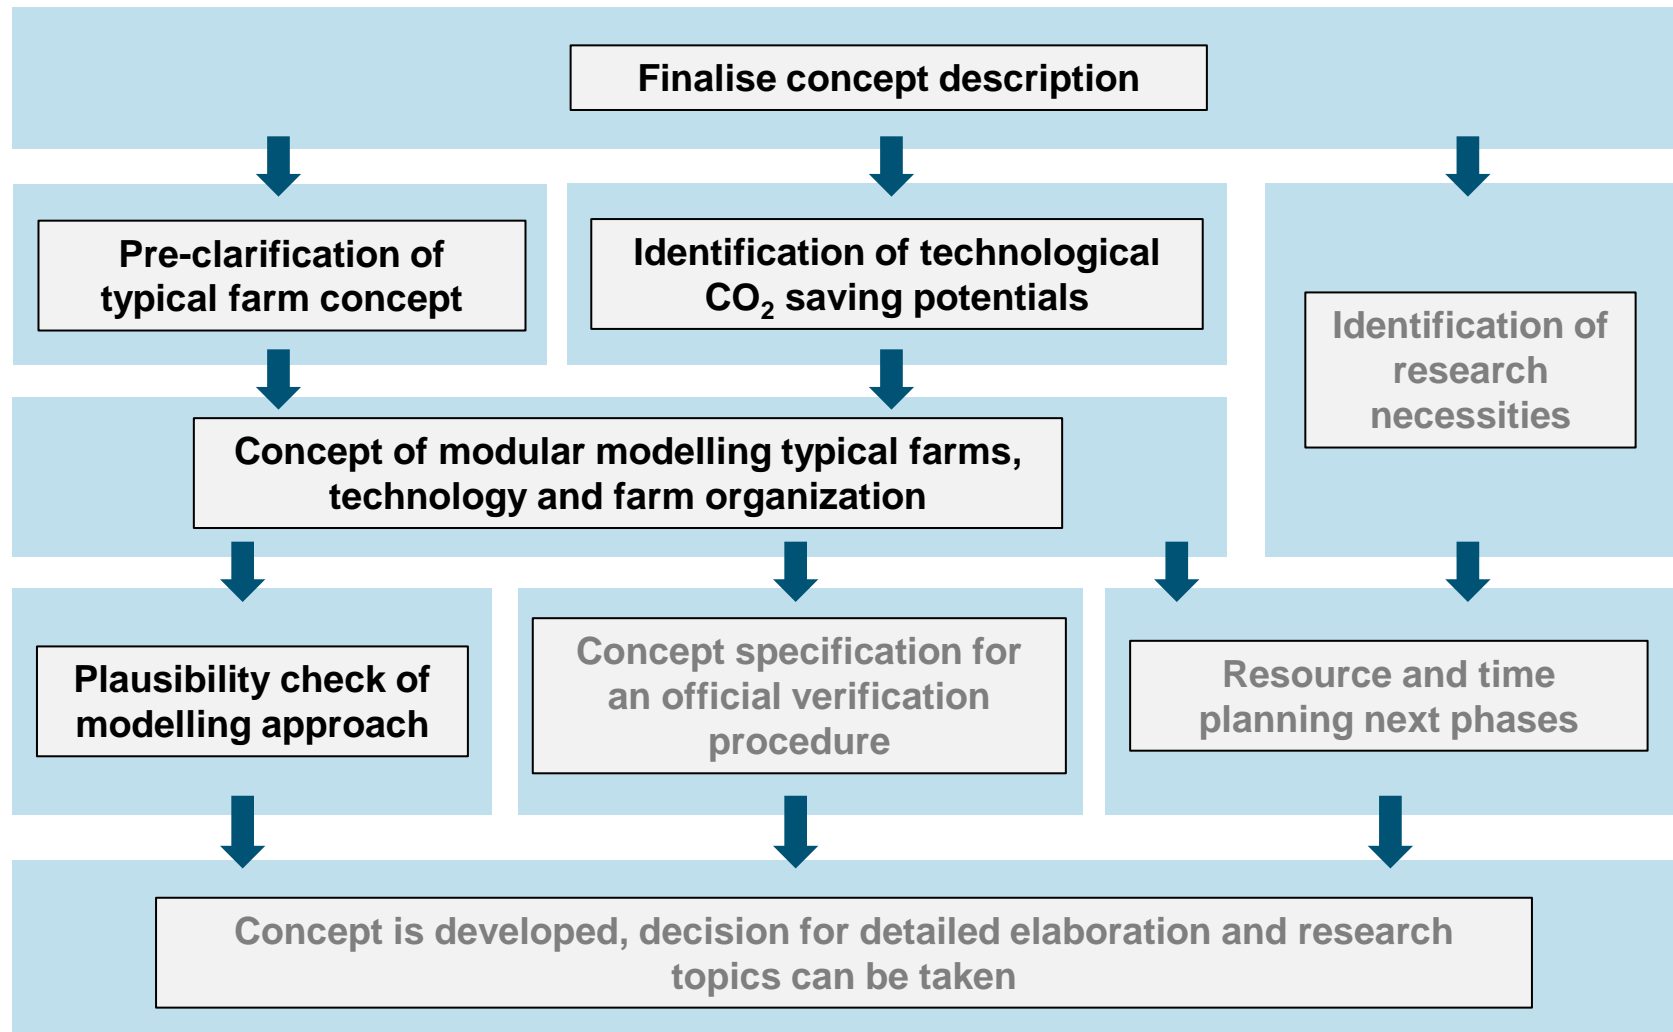 Finalise concept description
Pre-clarification of
typical farm concept
Identification of technological
CO₂ saving potentials
Identification of
research
necessities
Concept of modular modelling typical farms,
technology and farm organization
Plausibility check of
modelling approach
Concept specification for
an official verification
procedure
Resource and time
planning next phases
Concept is developed, decision for detailed elaboration and research
topics can be taken